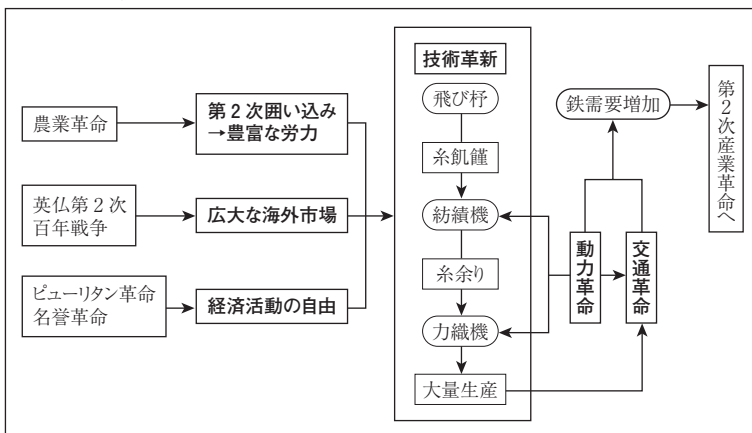 農業革命
第2次囲い込み
→豊富な労力
英仏第2次
百年戦争
広大な海外市場
ピューリタン革命
名誉革命
経済活動の自由
技術革新
飛び杼
糸飢饉
紡績機
糸余り
力織機
大量生産
動力革命
交通革命
鉄需要増加
第2次産業革命へ